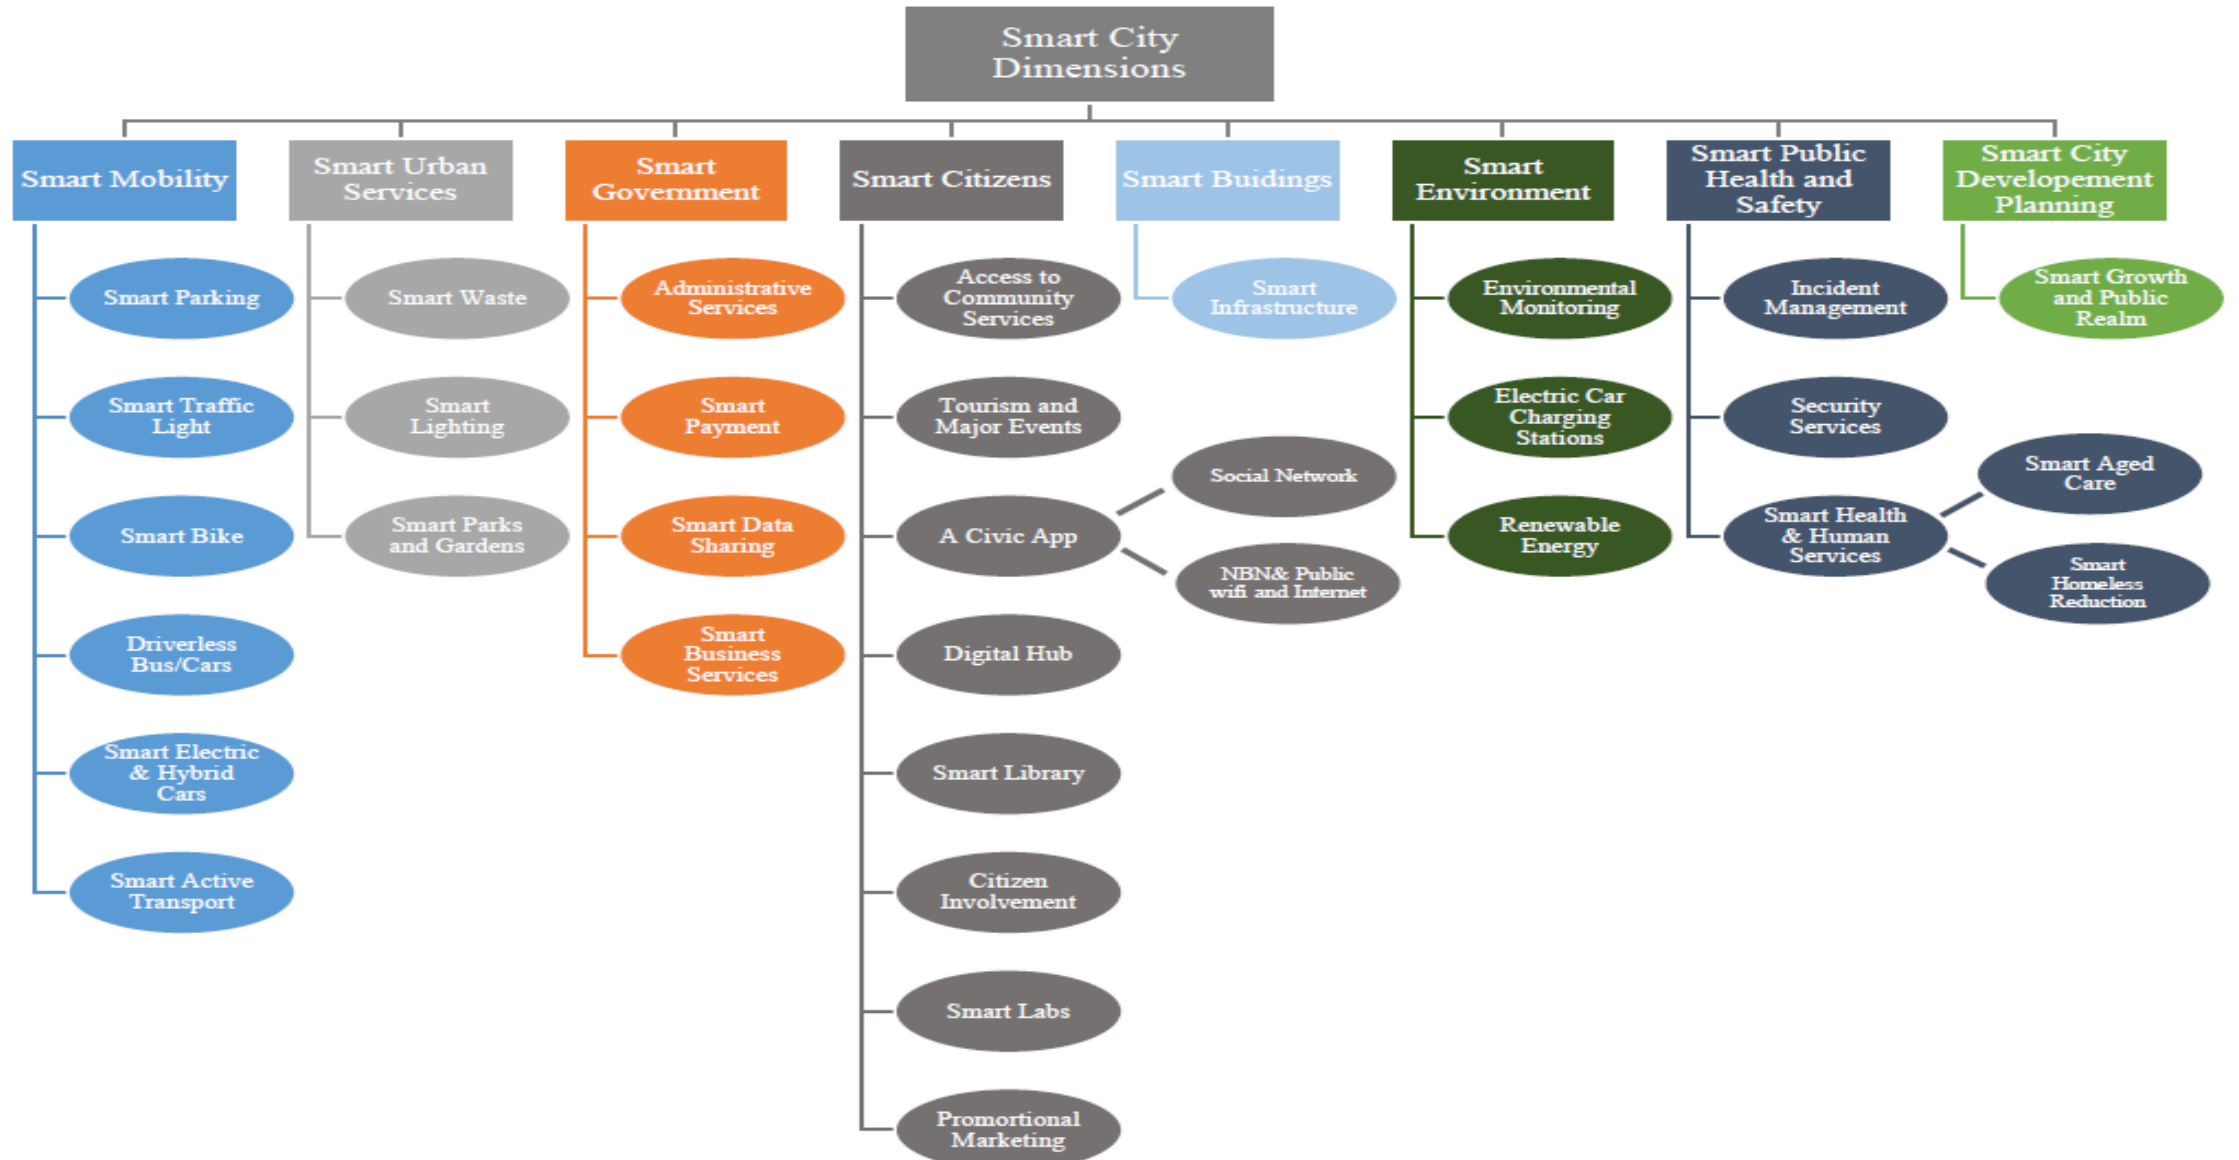 Smart City
Dimensions
Smart Mobility
Smart Urban
Services
Smart
Government
Smart Citizens
Smart Buidings
Smart
Environment
Smart Public
Health and
Safety
Smart City
Developement
Planning
Smart Parking
Smart Traffic
Light
Smart Bike
Driverless
Bus/Cars
Smart Electric
& Hybrid
Cars
Smart Active
Transport
Smart Waste
Smart
Lighting
Smart Parks
and Gardens
Administrative
Services
Smart
Payment
Smart Data
Sharing
Smart
Business
Services
Access to
Community
Services
Tourism and
Major Events
A Civic App
Social Network
NBN& Public
wifi and Internet
Digital Hub
Smart Library
Citizen
Involvement
Smart Labs
Promortional
Marketing
Smart
Infrastructure
Environmental
Monitoring
Electric Car
Charging
Stations
Renewable
Energy
Incident
Management
Security
Services
Smart Health
& Human
Services
Smart Aged
Care
Smart
Homeless
Reduction
Smart Growth
and Public
Realm